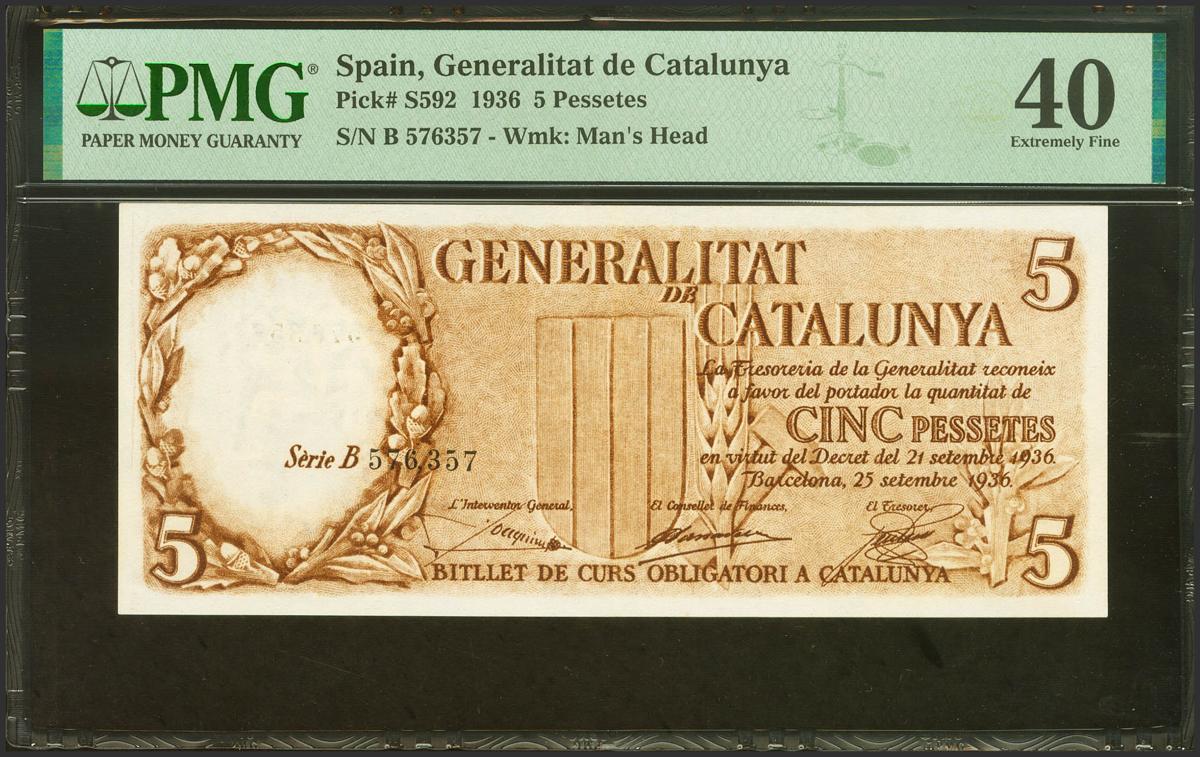 PMG®
PAPER MONEY GUARANTY
Spain, Generalitat de Catalunya
Pick# S592 1936 5 Pessetes
S/N B 576357 - Wmk: Man's Head
40
Extremely Fine
GENERALITAT
DE
CATALUNYA
5
La Tresoreria de la Generalitat reconeix
a favor del portador la quantitat de
CINC PESSETES
en virtut del Decret del 21 setembre 1936.
Barcelona, 25 setembre 1936.
Sèrie B 576,357
L'Interventor General,
El Conseller de Finances,
El Tresorer,
5
5
BITLLET DE CURS OBLIGATORI A CATALUNYA